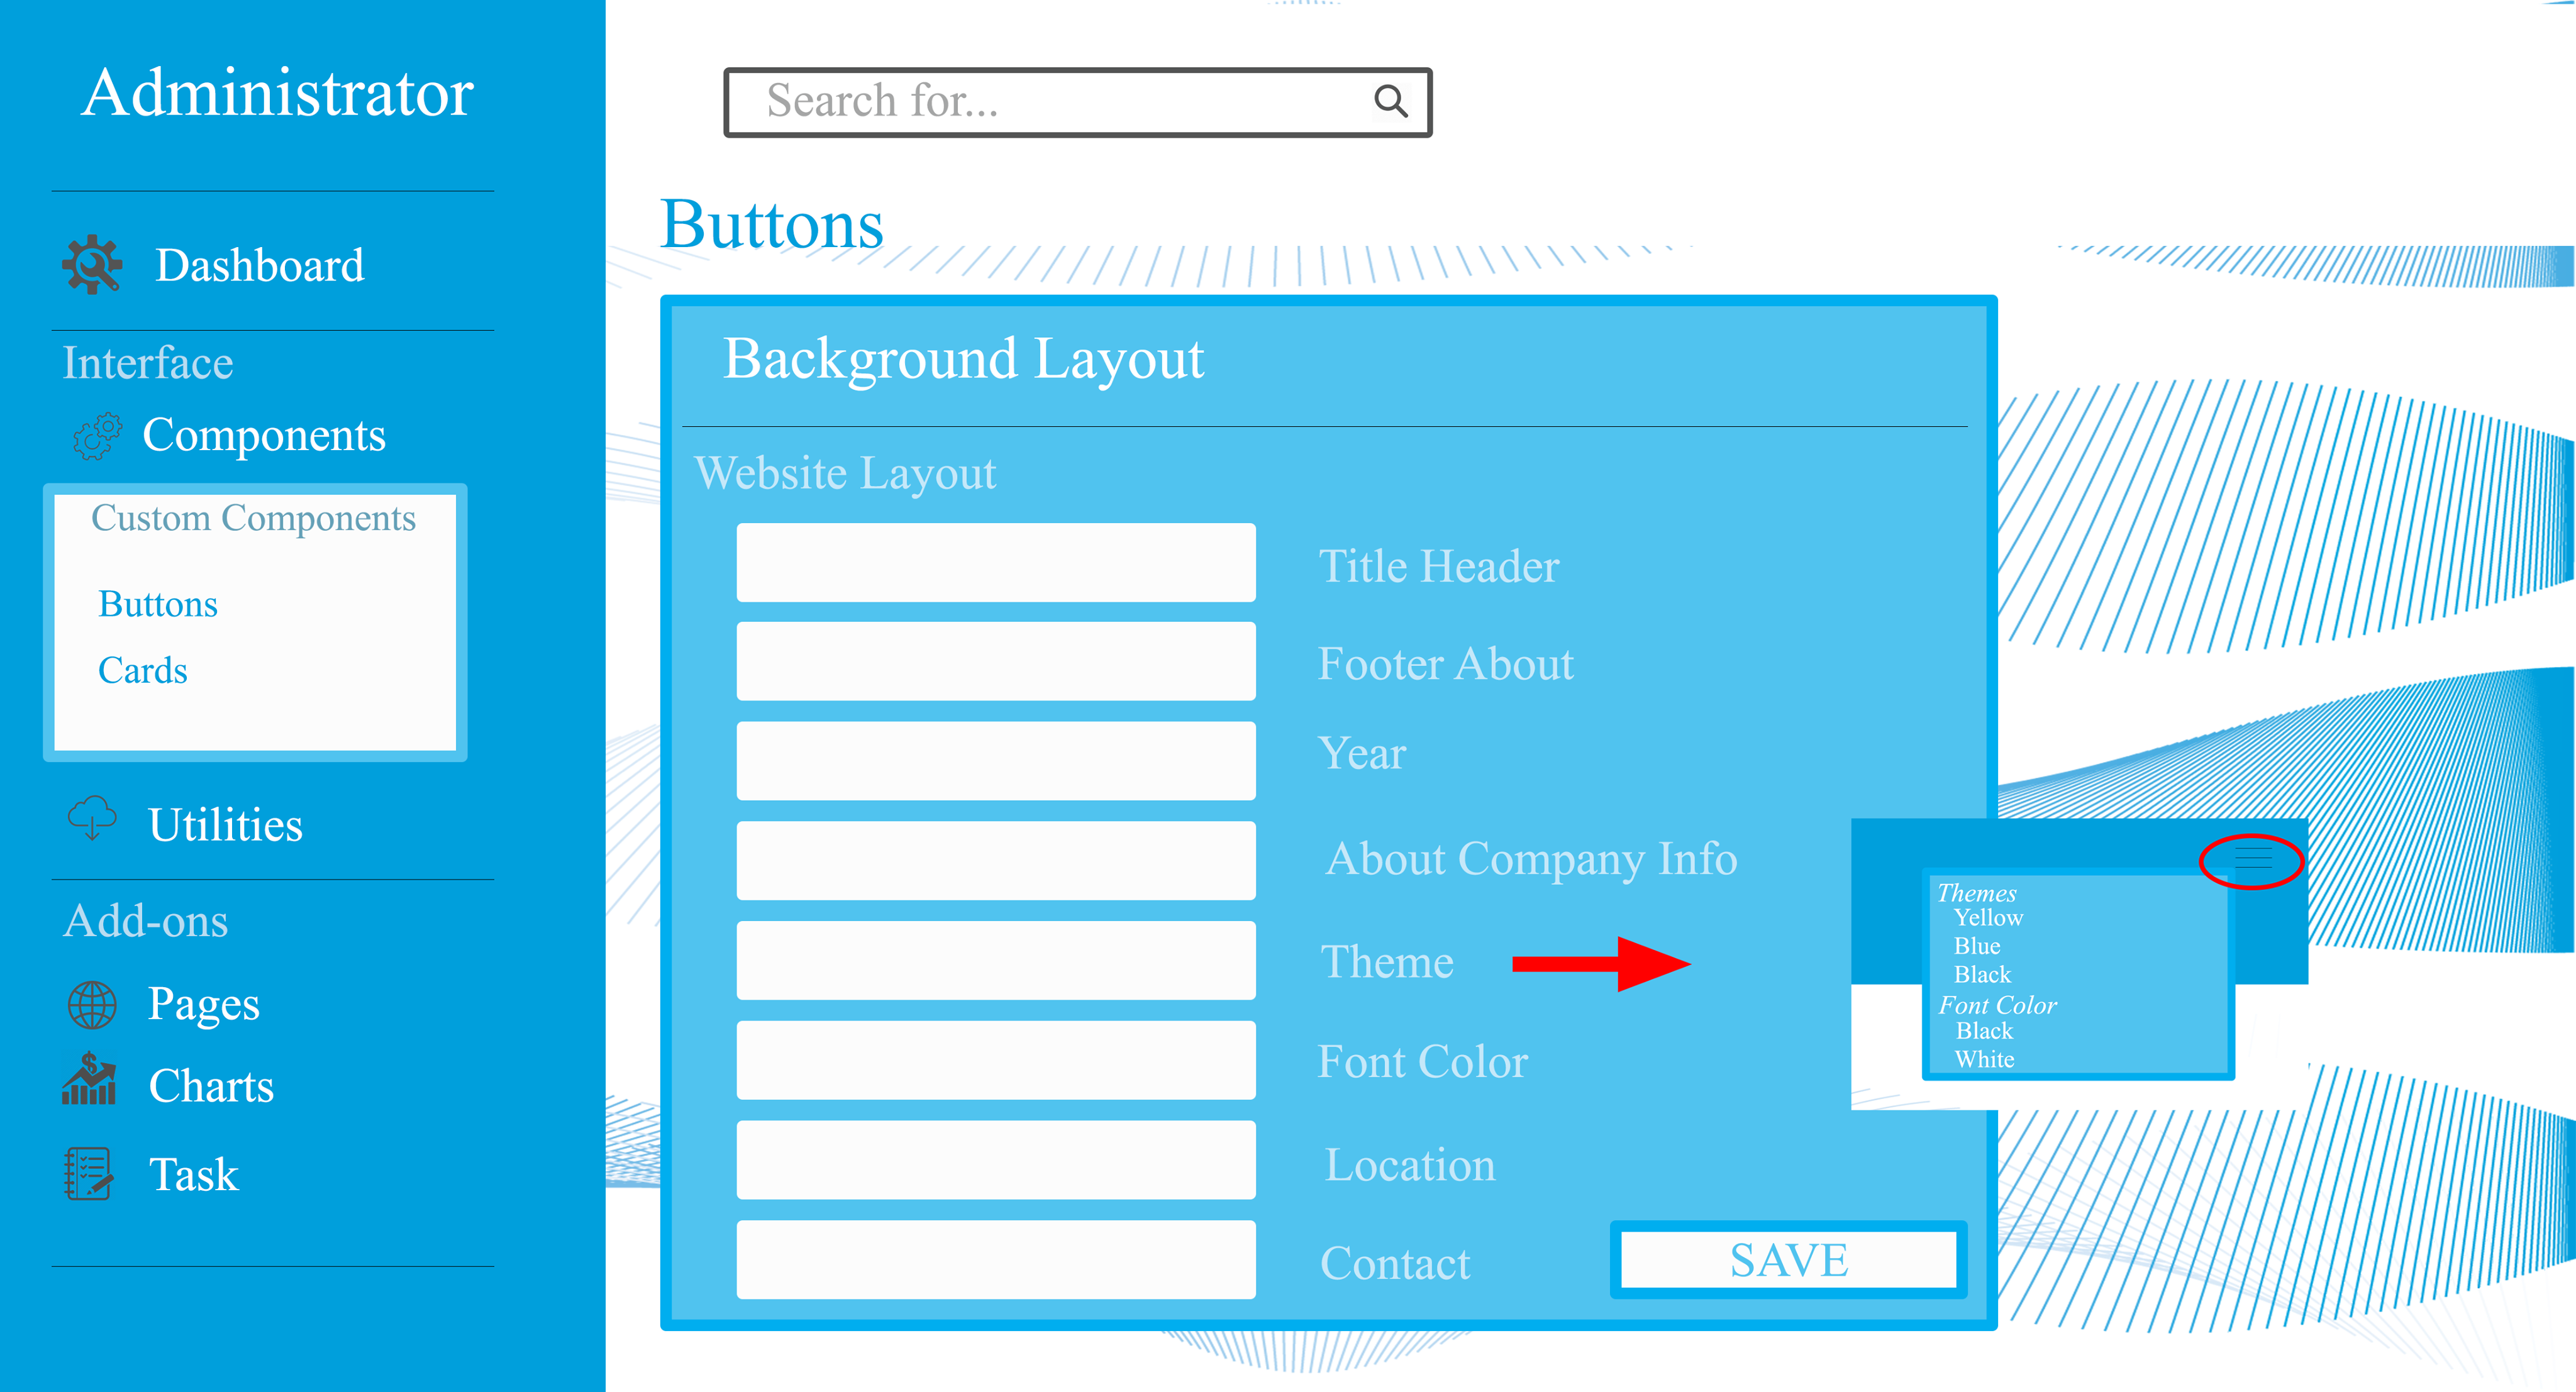 Administrator
Dashboard
Interface
Components
Custom Components
Buttons
Cards
Utilities
Add-ons
Pages
Charts
Task
Search for...
Buttons
Background Layout
Website Layout
Title Header
Footer About
Year
About Company Info
Theme
Font Color
Location
Contact
SAVE
Themes
Yellow
Blue
Black
Font Color
Black
White